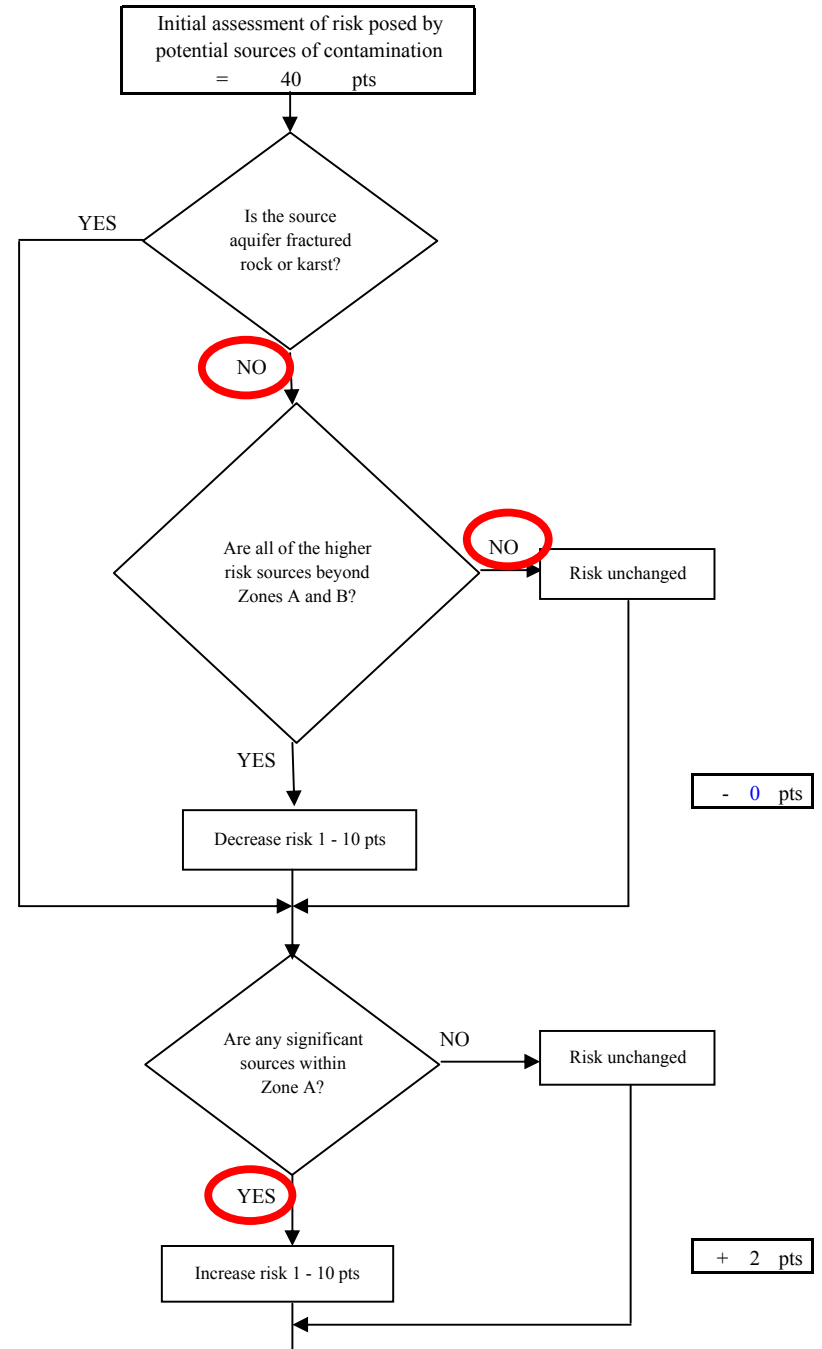 Initial assessment of risk posed by
potential sources of contamination
= 40 pts
YES
Is the source
aquifer fractured
rock or karst?
NO
Are all of the higher
risk sources beyond
Zones A and B?
NO
Risk unchanged
YES
- 0 pts
Decrease risk 1 - 10 pts
Are any significant
sources within
Zone A?
NO
Risk unchanged
YES
+ 2 pts
Increase risk 1 - 10 pts